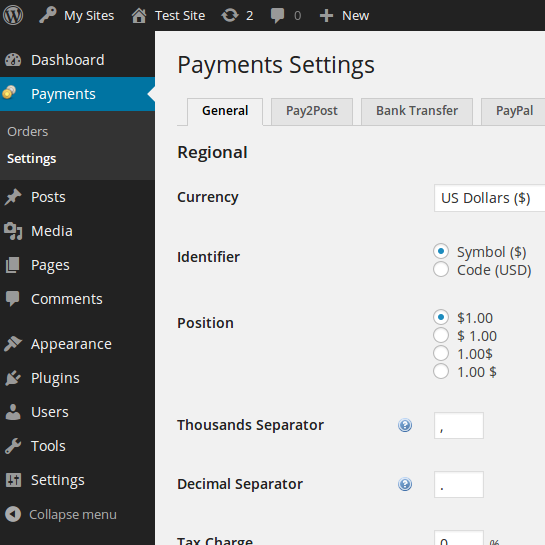 My Sites Test Site 2 0 New
Dashboard
Payments
Orders
Settings
Posts
Media
Pages
Comments
Appearance
Plugins
Users
Tools
Settings
Collapse menu
Payments Settings
General Pay2Post Bank Transfer PayPal
Regional
Currency US Dollars ($)
Identifier Symbol ($)
Code (USD)
Position $1.00
$ 1.00
1.00$
1.00 $
Thousands Separator ? ,
Decimal Separator ? .
Tax Charge 0 %